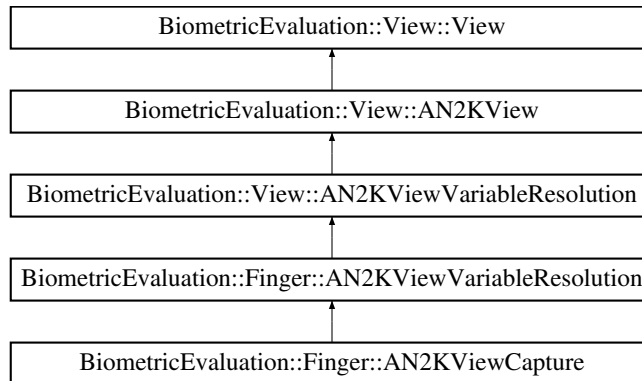 BiometricEvaluation::View::View
BiometricEvaluation::View::AN2KView
BiometricEvaluation::View::AN2KViewVariableResolution
BiometricEvaluation::Finger::AN2KViewVariableResolution
BiometricEvaluation::Finger::AN2KViewCapture